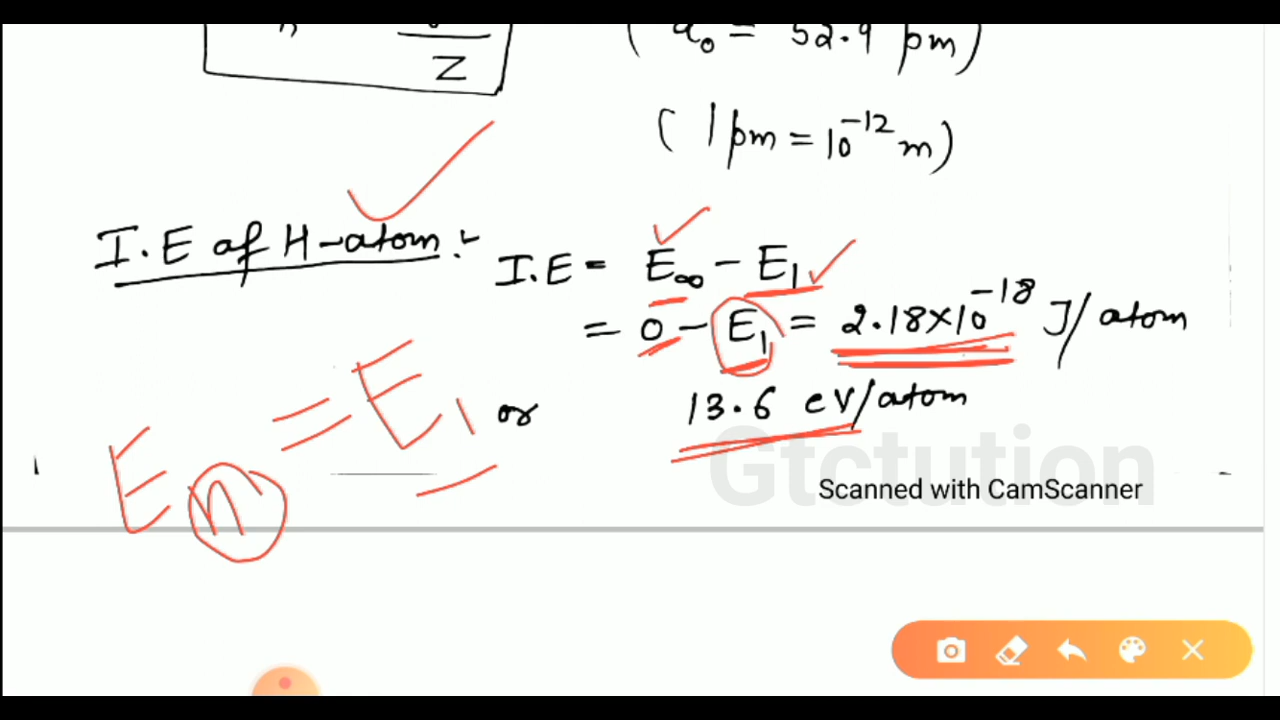 Z
( a₀ = 52.9 pm)
( 1 pm = 10⁻¹² m)
I.E of H-atom :-
I.E = E∞ - E₁
= 0 - E₁ = 2.18×10⁻¹⁸ J/atom
or 13.6 eV/atom
En = E₁
Gtctution
Scanned with CamScanner